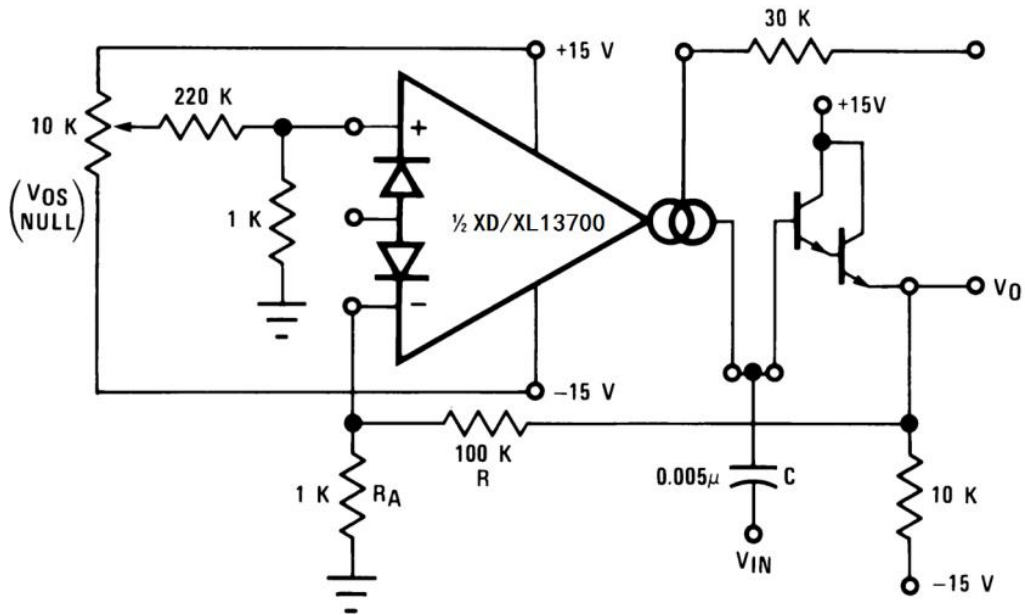 30 K
+15 V
+15V
220 K
10 K
(VOS
NULL)
+
1 K
½ XD/XL13700
−
VO
−15 V
100 K
R
1 K RA
0.005μ C
10 K
VIN
−15 V